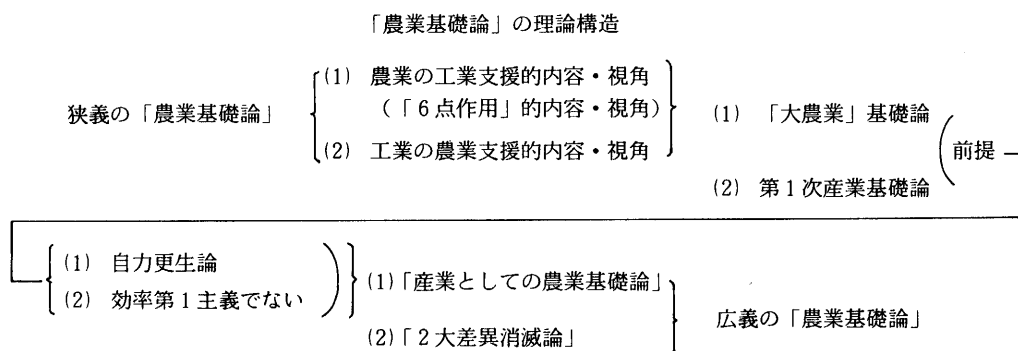 「農業基礎論」の理論構造
狭義の「農業基礎論」
(1) 農業の工業支援的内容・視角
(「6点作用」的内容・視角)
(2) 工業の農業支援的内容・視角
(1) 「大農業」基礎論
(2) 第1次産業基礎論
前提
(1) 自力更生論
(2) 効率第1主義でない
(1)「産業としての農業基礎論」
(2)「2大差異消滅論」
広義の「農業基礎論」